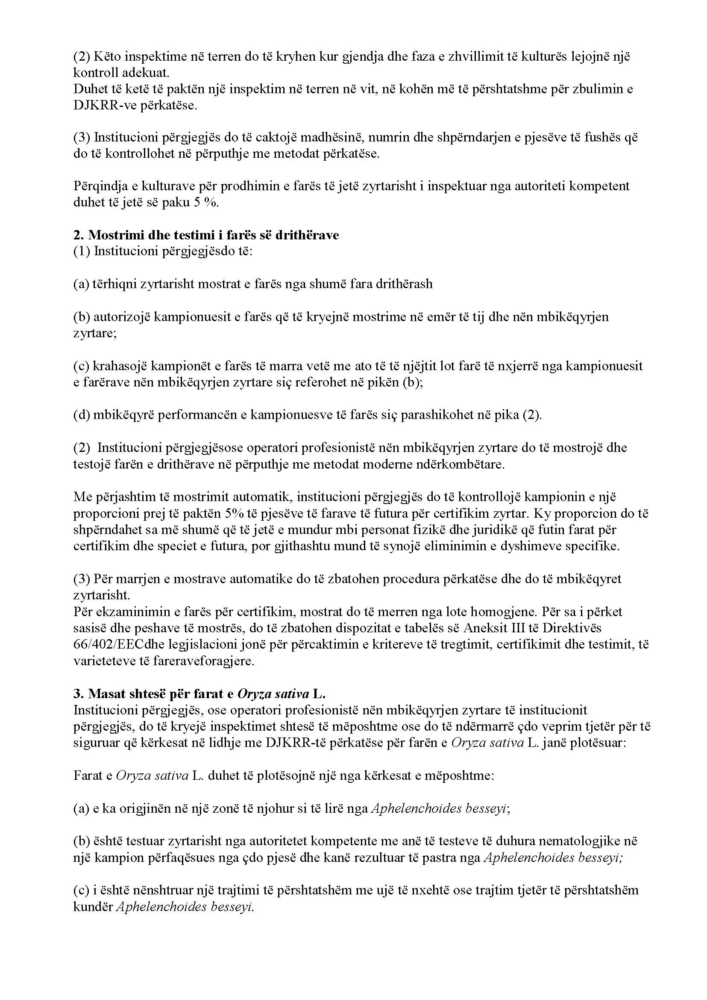 (2) Këto inspektime në terren do të kryhen kur gjendja dhe faza e zhvillimit të kulturës lejojnë një
kontroll adekuat.
Duhet të ketë të paktën një inspektim në terren në vit, në kohën më të përshtatshme për zbulimin e
DJKRR-ve përkatëse.
(3) Institucioni përgjegjës do të caktojë madhësinë, numrin dhe shpërndarjen e pjesëve të fushës që
do të kontrollohet në përputhje me metodat përkatëse.
Përqindja e kulturave për prodhimin e farës të jetë zyrtarisht i inspektuar nga autoriteti kompetent
duhet të jetë së paku 5 %.
2. Mostrimi dhe testimi i farës së drithërave
(1) Institucioni përgjegjësdo të:
(a) tërhiqni zyrtarisht mostrat e farës nga shumë fara drithërash
(b) autorizojë kampionuesit e farës që të kryejnë mostrime në emër të tij dhe nën mbikëqyrjen
zyrtare;
(c) krahasojë kampionët e farës të marra vetë me ato të të njëjtit lot farë të nxjerrë nga kampionuesit
e farërave nën mbikëqyrjen zyrtare siç referohet në pikën (b);
(d) mbikëqyrë performancën e kampionuesve të farës siç parashikohet në pika (2).
(2)  Institucioni përgjegjësose operatori profesionistë nën mbikëqyrjen zyrtare do të mostrojë dhe
testojë farën e drithërave në përputhje me metodat moderne ndërkombëtare.
Me përjashtim të mostrimit automatik, institucioni përgjegjës do të kontrollojë kampionin e një
proporcioni prej të paktën 5% të pjesëve të farave të futura për certifikim zyrtar. Ky proporcion do të
shpërndahet sa më shumë që të jetë e mundur mbi personat fizikë dhe juridikë që futin farat për
certifikim dhe speciet e futura, por gjithashtu mund të synojë eliminimin e dyshimeve specifike.
(3) Për marrjen e mostrave automatike do të zbatohen procedura përkatëse dhe do të mbikëqyret
zyrtarisht.
Për ekzaminimin e farës për certifikim, mostrat do të merren nga lote homogjene. Për sa i përket
sasisë dhe peshave të mostrës, do të zbatohen dispozitat e tabelës së Aneksit III të Direktivës
66/402/EECdhe legjislacioni jonë për përcaktimin e kritereve të tregtimit, certifikimit dhe testimit, të
varieteteve të fareraveforagjere.
3. Masat shtesë për farat e Oryza sativa L.
Institucioni përgjegjës, ose operatori profesionistë nën mbikëqyrjen zyrtare të institucionit
përgjegjës, do të kryejë inspektimet shtesë të mëposhtme ose do të ndërmarrë çdo veprim tjetër për të
siguruar që kërkesat në lidhje me DJKRR-të përkatëse për farën e Oryza sativa L. janë plotësuar:
Farat e Oryza sativa L. duhet të plotësojnë një nga kërkesat e mëposhtme:
(a) e ka origjinën në një zonë të njohur si të lirë nga Aphelenchoides besseyi;
(b) është testuar zyrtarisht nga autoritetet kompetente me anë të testeve të duhura nematologjike në
një kampion përfaqësues nga çdo pjesë dhe kanë rezultuar të pastra nga Aphelenchoides besseyi;
(c) i është nënshtruar një trajtimi të përshtatshëm me ujë të nxehtë ose trajtim tjetër të përshtatshëm
kundër Aphelenchoides besseyi.